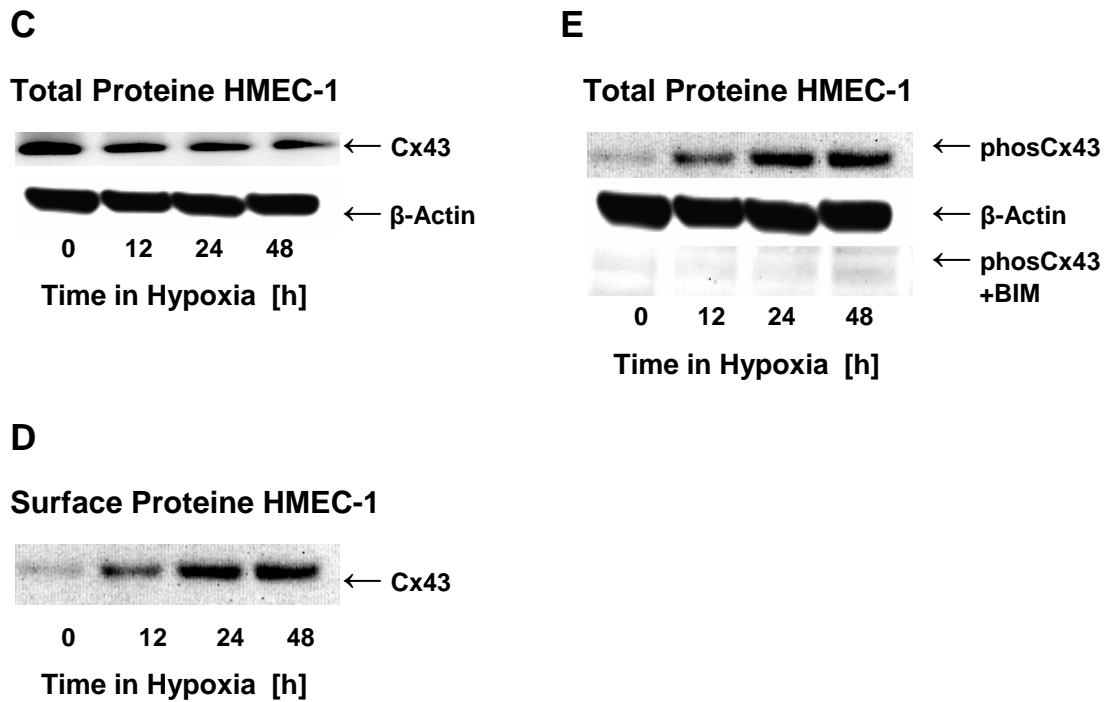 C
Total Proteine HMEC-1
← Cx43
← β-Actin
0 12 24 48
Time in Hypoxia [h]
E
Total Proteine HMEC-1
← phosCx43
← β-Actin
← phosCx43
+BIM
0 12 24 48
Time in Hypoxia [h]
D
Surface Proteine HMEC-1
← Cx43
0 12 24 48
Time in Hypoxia [h]